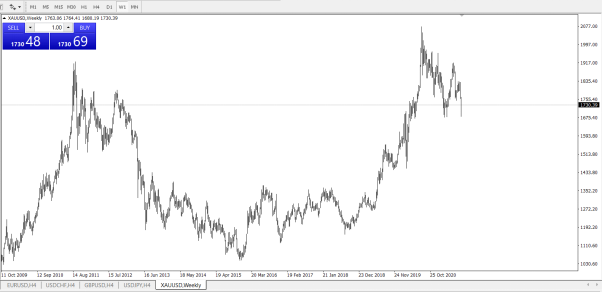 M1 M5 M15 M30 H1 H4 D1 W1 MN
XAUUSD,Weekly 1763.06 1764.41 1680.19 1730.39
SELL 1.00 BUY
1730 48 1730 69
2077.00
1997.00
1917.00
1835.40
1755.40
1730.39
1675.40
1593.80
1513.80
1433.80
1352.20
1272.20
1192.20
1110.60
1030.60
11 Oct 2009 12 Sep 2010 14 Aug 2011 15 Jul 2012 16 Jun 2013 18 May 2014 19 Apr 2015 20 Mar 2016 19 Feb 2017 21 Jan 2018 23 Dec 2018 24 Nov 2019 25 Oct 2020
EURUSD,H4 USDCHF,H4 GBPUSD,H4 USDJPY,H4 XAUUSD,Weekly